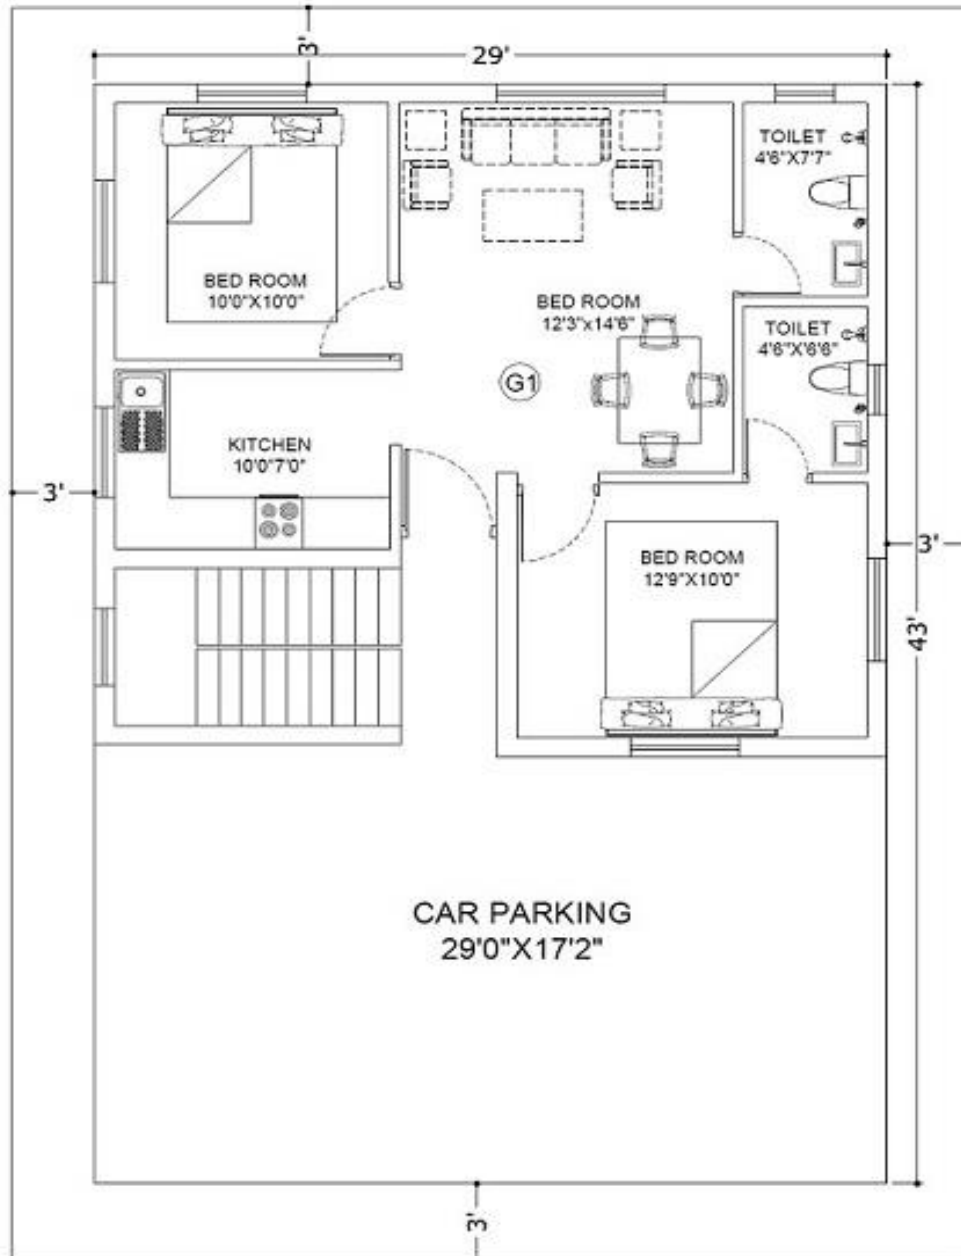 3'
29'
TOILET
4'6"X7'7"
BED ROOM
10'0"X10'0"
BED ROOM
12'3"x14'6"
TOILET
4'6"X'6'6"
G1
KITCHEN
10'0"7'0"
3'
3'
BED ROOM
12'9"X10'0"
43'
CAR PARKING
29'0"X17'2"
3'